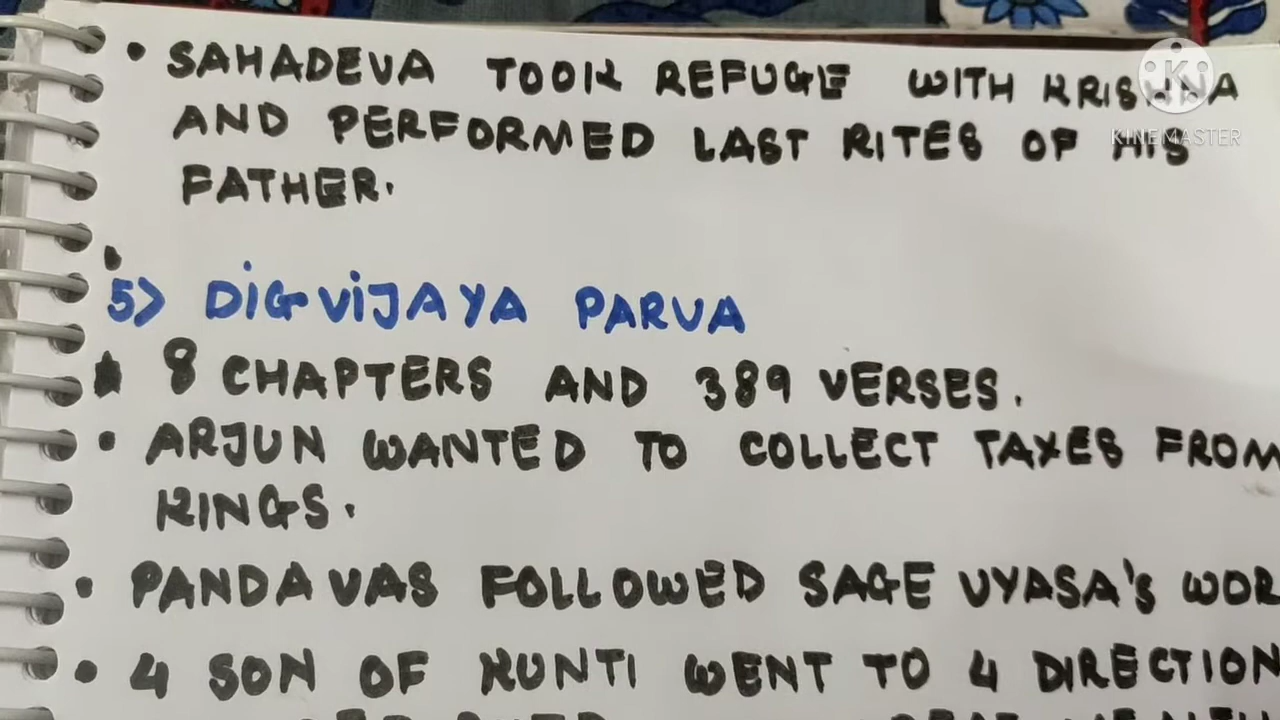 • SAHADEVA TOOK REFUGE WITH KRISHNA
AND PERFORMED LAST RITES OF HIS
FATHER.
5) DIGVIJAYA PARVA
★ 8 CHAPTERS AND 389 VERSES.
• ARJUN WANTED TO COLLECT TAXES FROM
KINGS.
• PANDAVAS FOLLOWED SAGE VYASA'S WOR
• 4 SON OF KUNTI WENT TO 4 DIRECTION
KINEMASTER